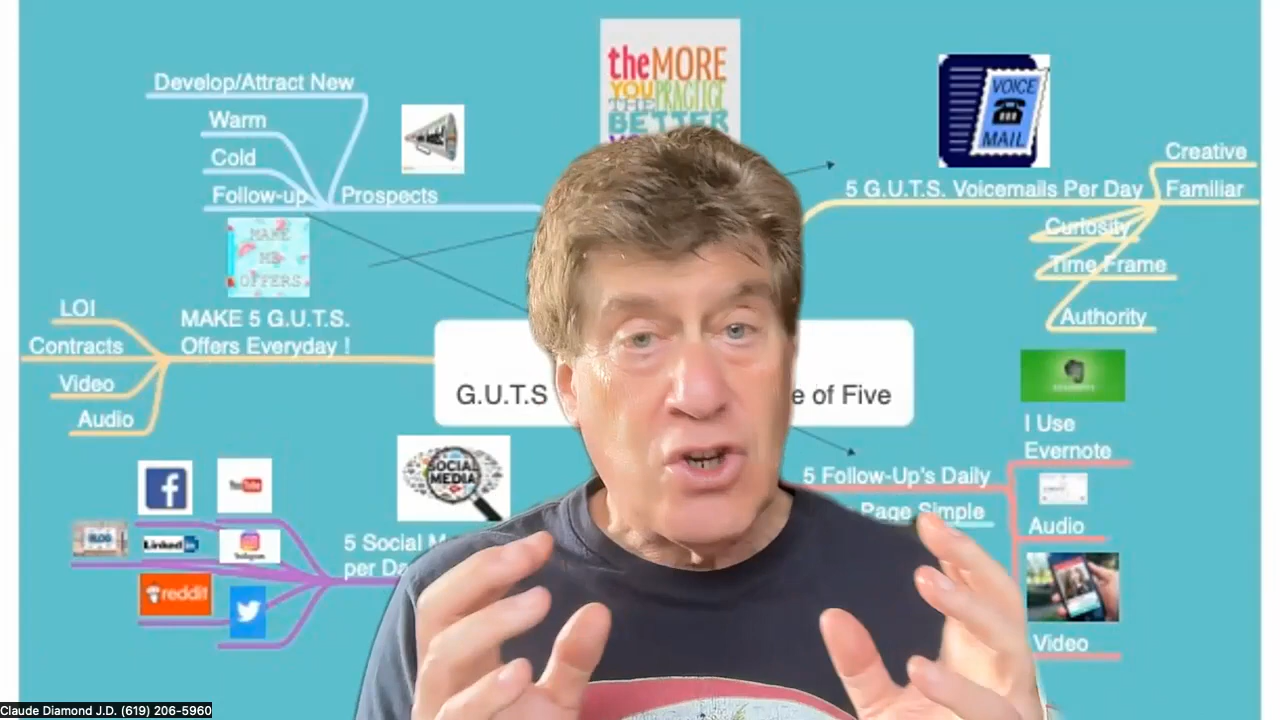 Develop/Attract New
Warm
Cold
Follow-up
Prospects
MAKE
ME
OFFERS
MAKE 5 G.U.T.S.
Offers Everyday !
LOI
Contracts
Video
Audio
theMORE
YOU PRACTICE
THE
BETTER
VOICE
MAIL
5 G.U.T.S. Voicemails Per Day
Creative
Familiar
Curiosity
Time Frame
Authority
G.U.T.S
e of Five
SOCIAL
MEDIA
5 Social M
per Da
YouTube
BLOG
LinkedIn
Instagram
reddit
5 Follow-Up's Daily
Page Simple
I Use
Evernote
Audio
Video
Claude Diamond J.D. (619) 206-5960